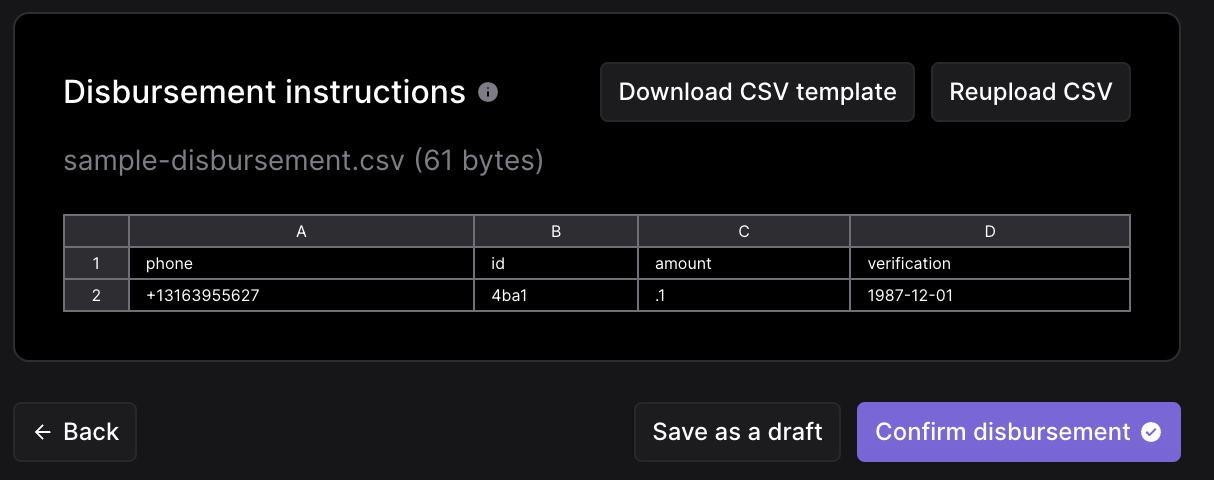 Disbursement instructions
Download CSV template
Reupload CSV
sample-disbursement.csv (61 bytes)
A B C D
1 phone id amount verification
2 +13163955627 4ba1 .1 1987-12-01
Back
Save as a draft
Confirm disbursement